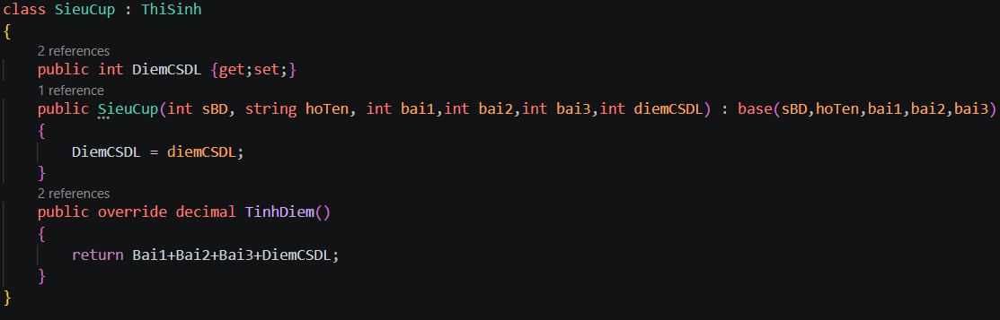 class SieuCup : ThiSinh
{
2 references
public int DiemCSDL {get;set;}
1 reference
public SieuCup(int sBD, string hoTen, int bai1,int bai2,int bai3,int diemCSDL) : base(sBD,hoTen,bai1,bai2,bai3)
{
DiemCSDL = diemCSDL;
}
2 references
public override decimal TinhDiem()
{
return Bai1+Bai2+Bai3+DiemCSDL;
}
}